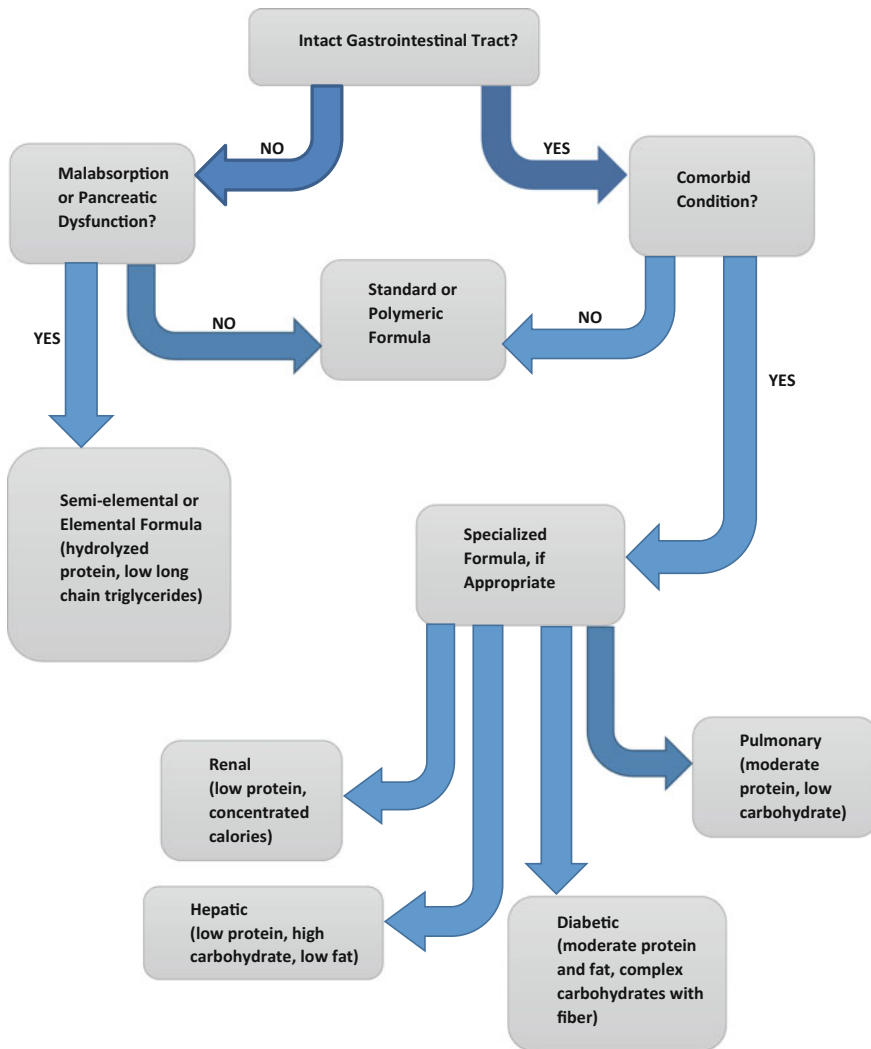 Intact Gastrointestinal Tract?
NO
YES
Malabsorption
or Pancreatic
Dysfunction?
Comorbid
Condition?
Standard or
Polymeric
Formula
NO
NO
YES
YES
Semi-elemental or
Elemental Formula
(hydrolyzed
protein, low long
chain triglycerides)
Specialized
Formula, if
Appropriate
Renal
(low protein,
concentrated
calories)
Pulmonary
(moderate
protein, low
carbohydrate)
Hepatic
(low protein, high
carbohydrate, low fat)
Diabetic
(moderate protein
and fat, complex
carbohydrates with
fiber)